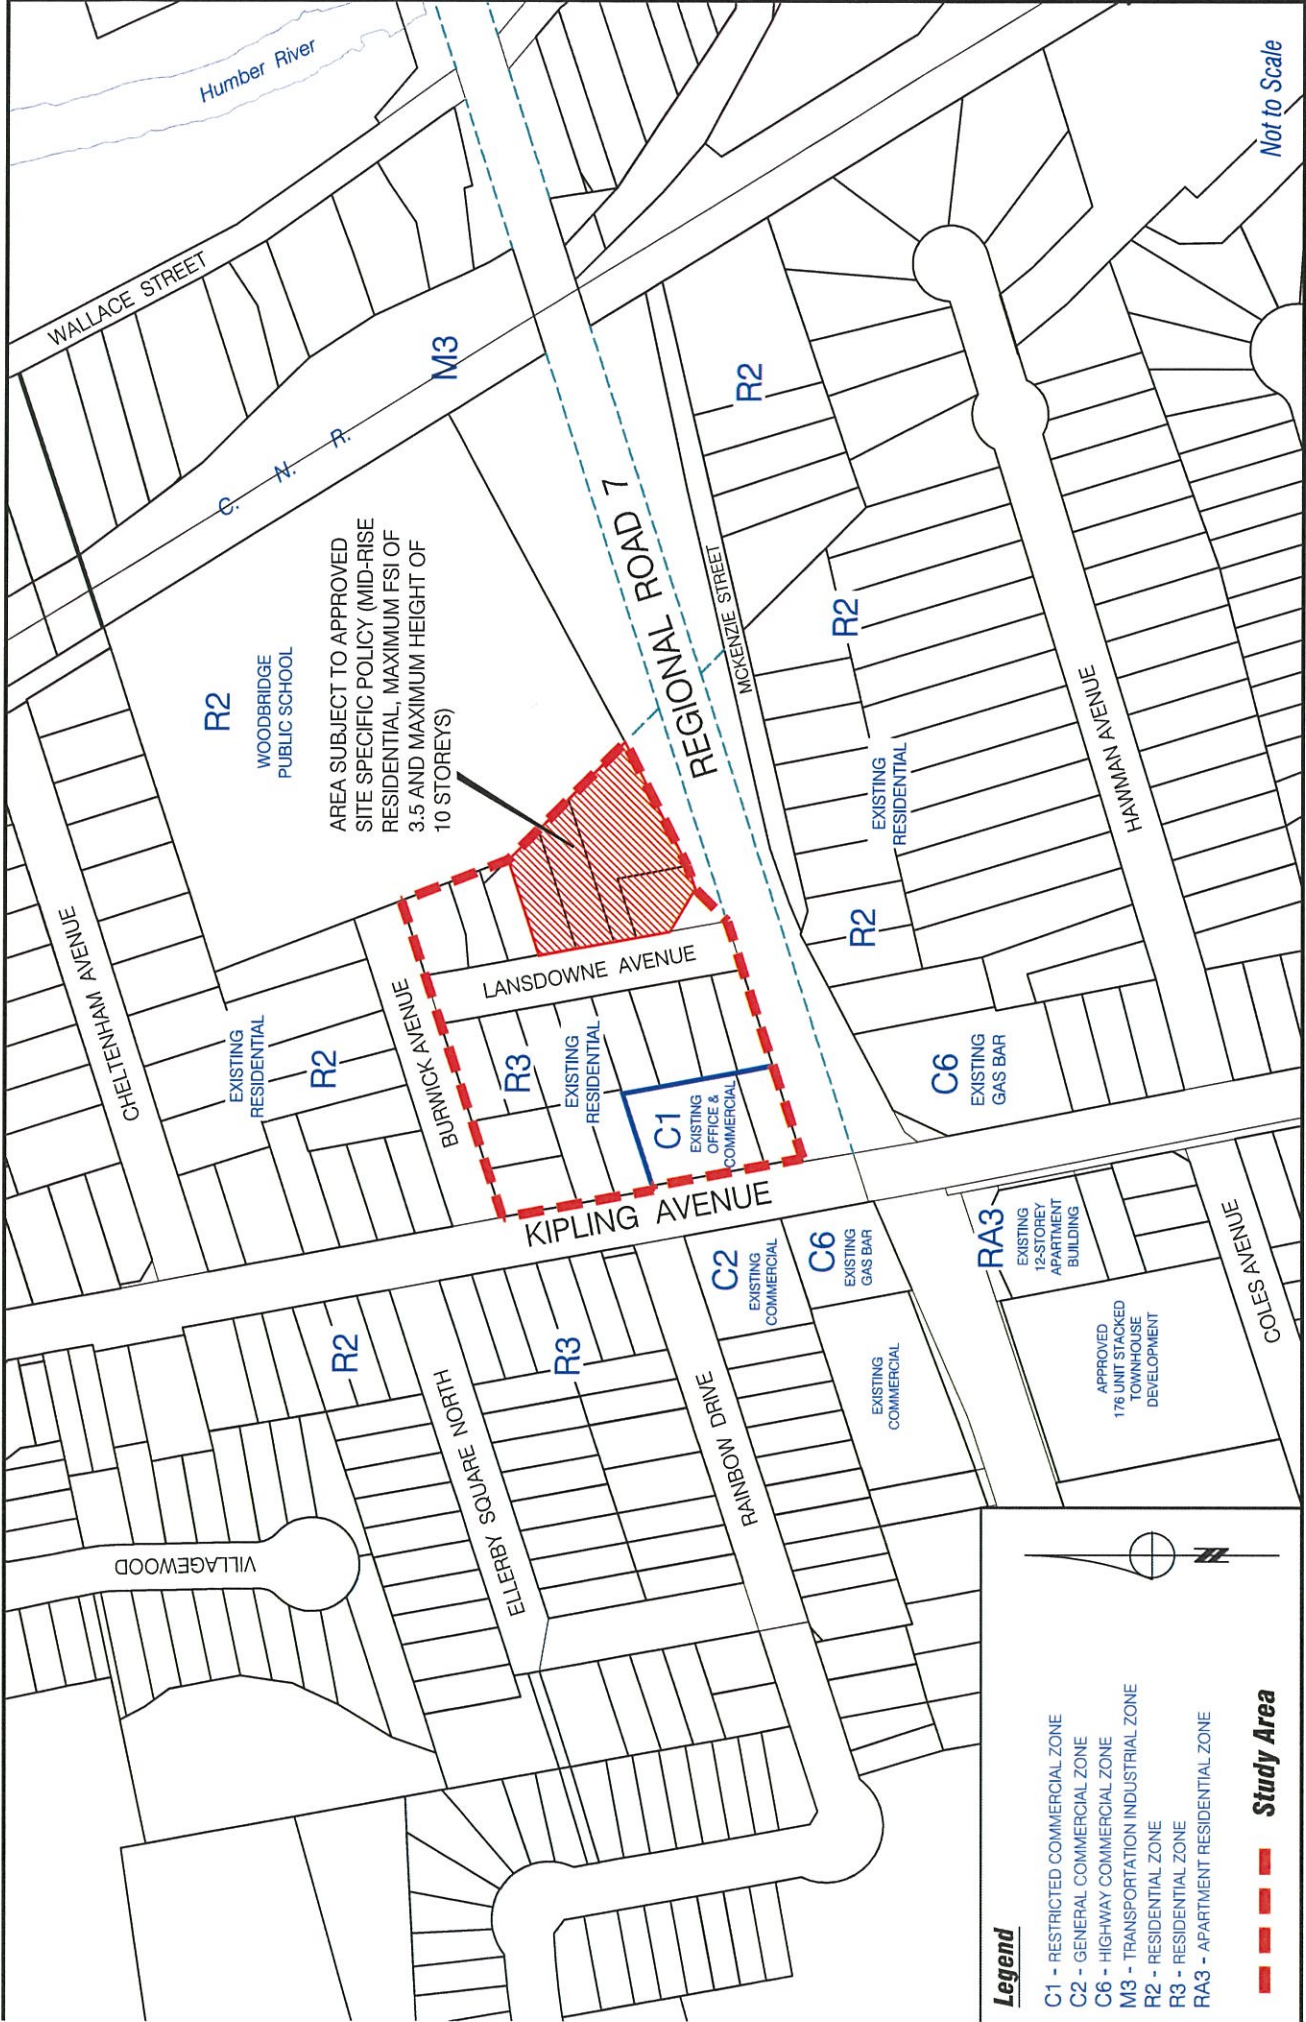 Humber River
WALLACE STREET
M3
C. N. R.
R2
WOODBRIDGE
PUBLIC SCHOOL
AREA SUBJECT TO APPROVED
SITE SPECIFIC POLICY (MID-RISE
RESIDENTIAL, MAXIMUM FSI OF
3.5 AND MAXIMUM HEIGHT OF
10 STOREYS)
REGIONAL ROAD 7
MCKENZIE STREET
R2
R2
EXISTING
RESIDENTIAL
R2
HAWMAN AVENUE
CHELTENHAM AVENUE
EXISTING
RESIDENTIAL
R2
BURWICK AVENUE
LANSDOWNE AVENUE
R3
EXISTING
RESIDENTIAL
C1
EXISTING
OFFICE &
COMMERCIAL
C6
EXISTING
GAS BAR
KIPLING AVENUE
R2
ELLERBY SQUARE NORTH
R3
RAINBOW DRIVE
C2
EXISTING
COMMERCIAL
C6
EXISTING
GAS BAR
EXISTING
COMMERCIAL
RA3
EXISTING
12-STOREY
APARTMENT
BUILDING
APPROVED
176 UNIT STACKED
TOWNHOUSE
DEVELOPMENT
COLES AVENUE
VILLAGEWOOD
Legend
C1 - RESTRICTED COMMERCIAL ZONE
C2 - GENERAL COMMERCIAL ZONE
C6 - HIGHWAY COMMERCIAL ZONE
M3 - TRANSPORTATION INDUSTRIAL ZONE
R2 - RESIDENTIAL ZONE
R3 - RESIDENTIAL ZONE
RA3 - APARTMENT RESIDENTIAL ZONE
Study Area
N
Not to Scale